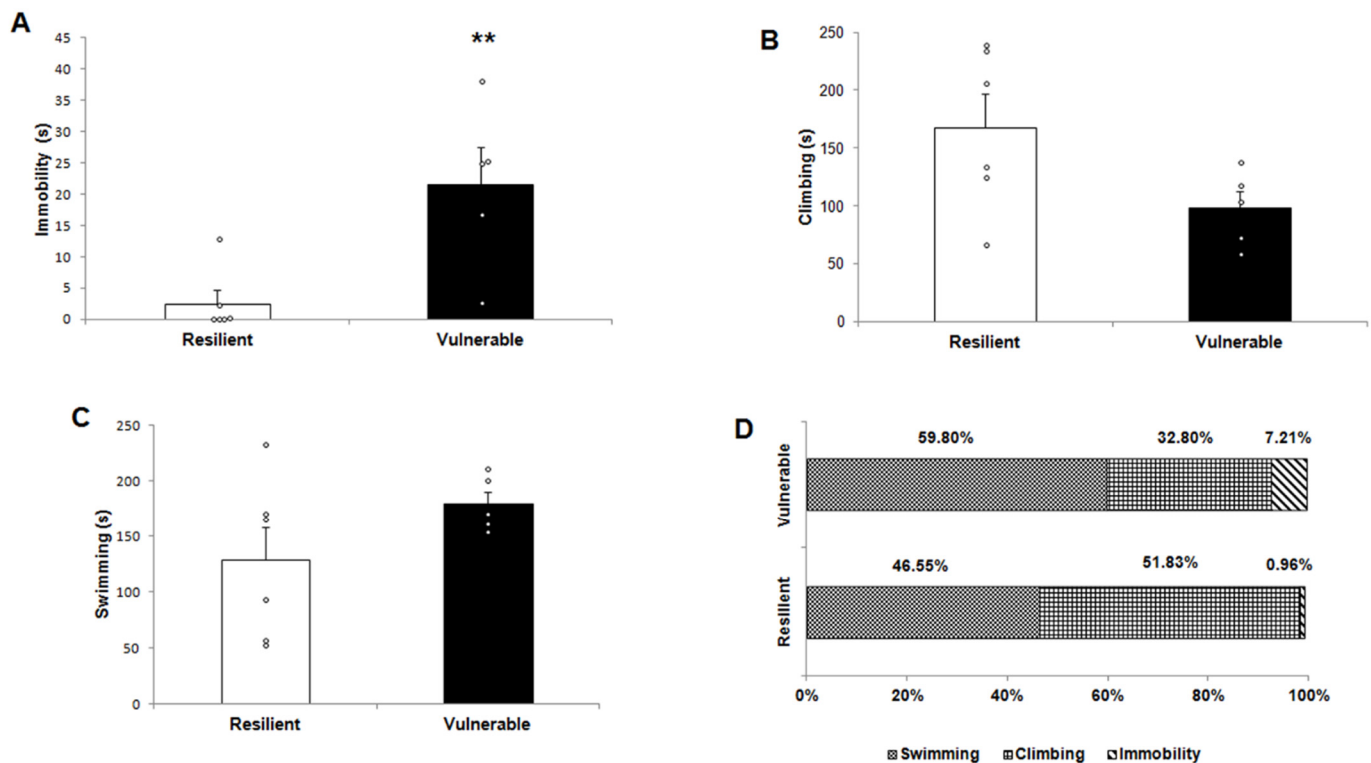 A
**
Immobility (s)
45
40
35
30
25
20
15
10
5
0
Resilient Vulnerable
B
Climbing (s)
250
200
150
100
50
0
Resilient Vulnerable
C
Swimming (s)
250
200
150
100
50
0
Resilient Vulnerable
D
Vulnerable
59.80% 32.80% 7.21%
Resilient
46.55% 51.83% 0.96%
0% 20% 40% 60% 80% 100%
Swimming Climbing Immobility